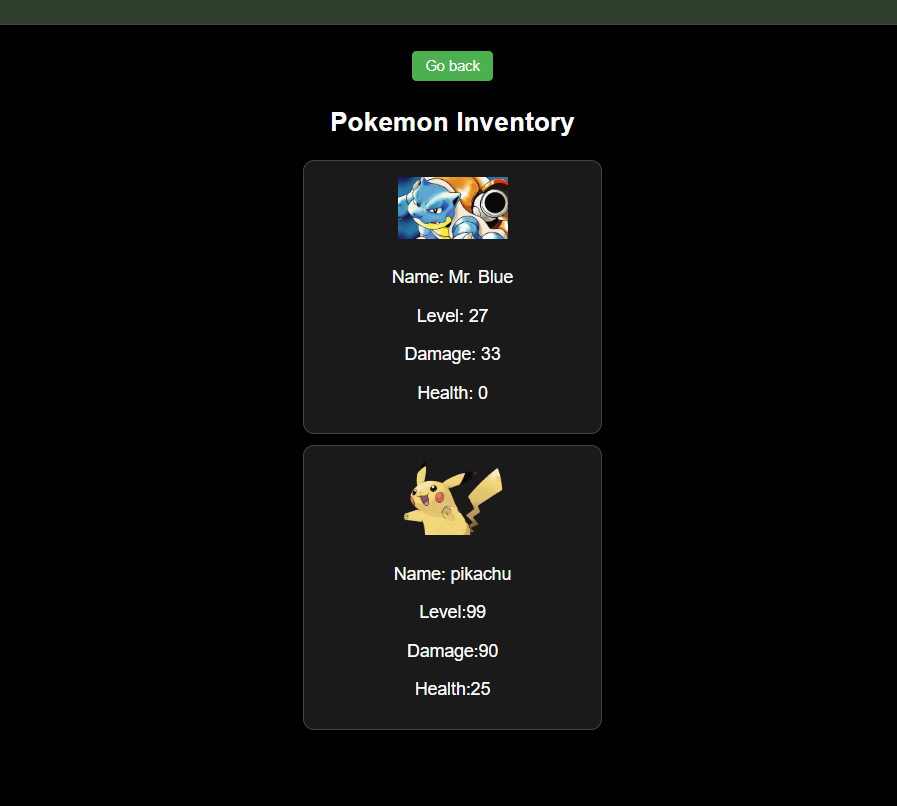 Go back
Pokemon Inventory
Name: Mr. Blue
Level: 27
Damage: 33
Health: 0
Name: pikachu
Level:99
Damage:90
Health:25